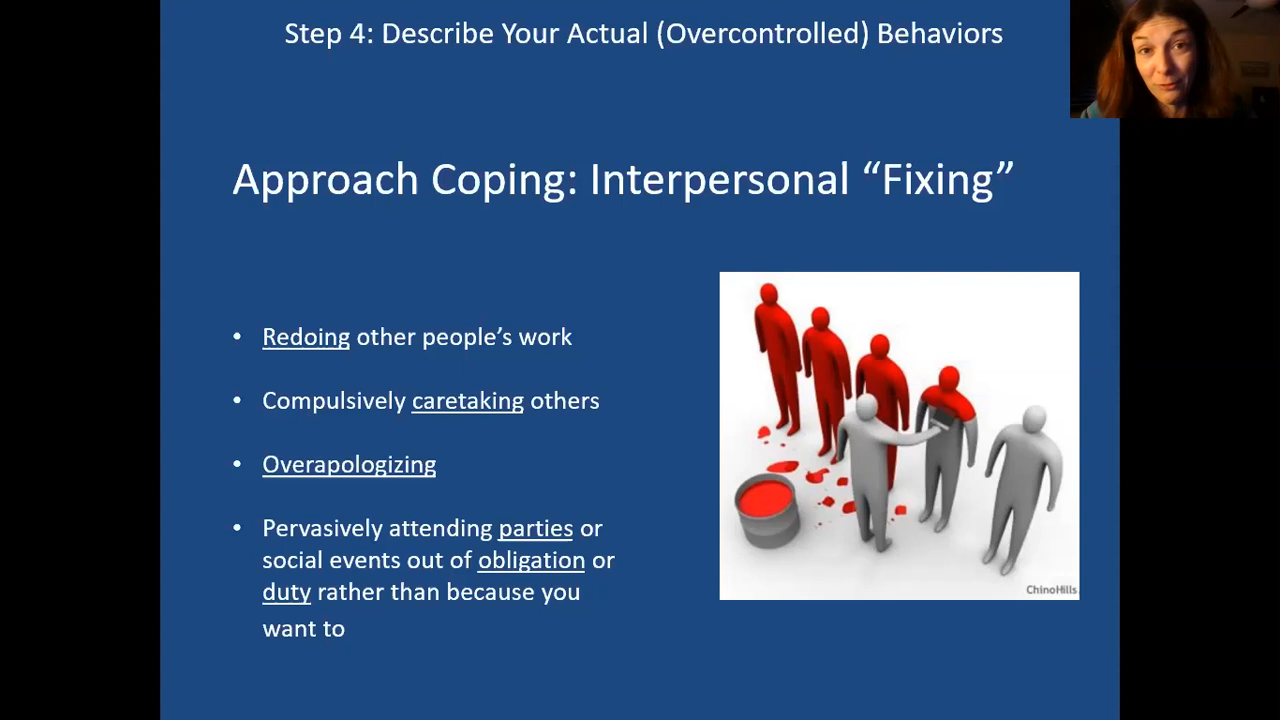 Step 4: Describe Your Actual (Overcontrolled) Behaviors
Approach Coping: Interpersonal “Fixing”
• Redoing other people’s work
• Compulsively caretaking others
• Overapologizing
• Pervasively attending parties or
social events out of obligation or
duty rather than because you
want to
ChinoHills